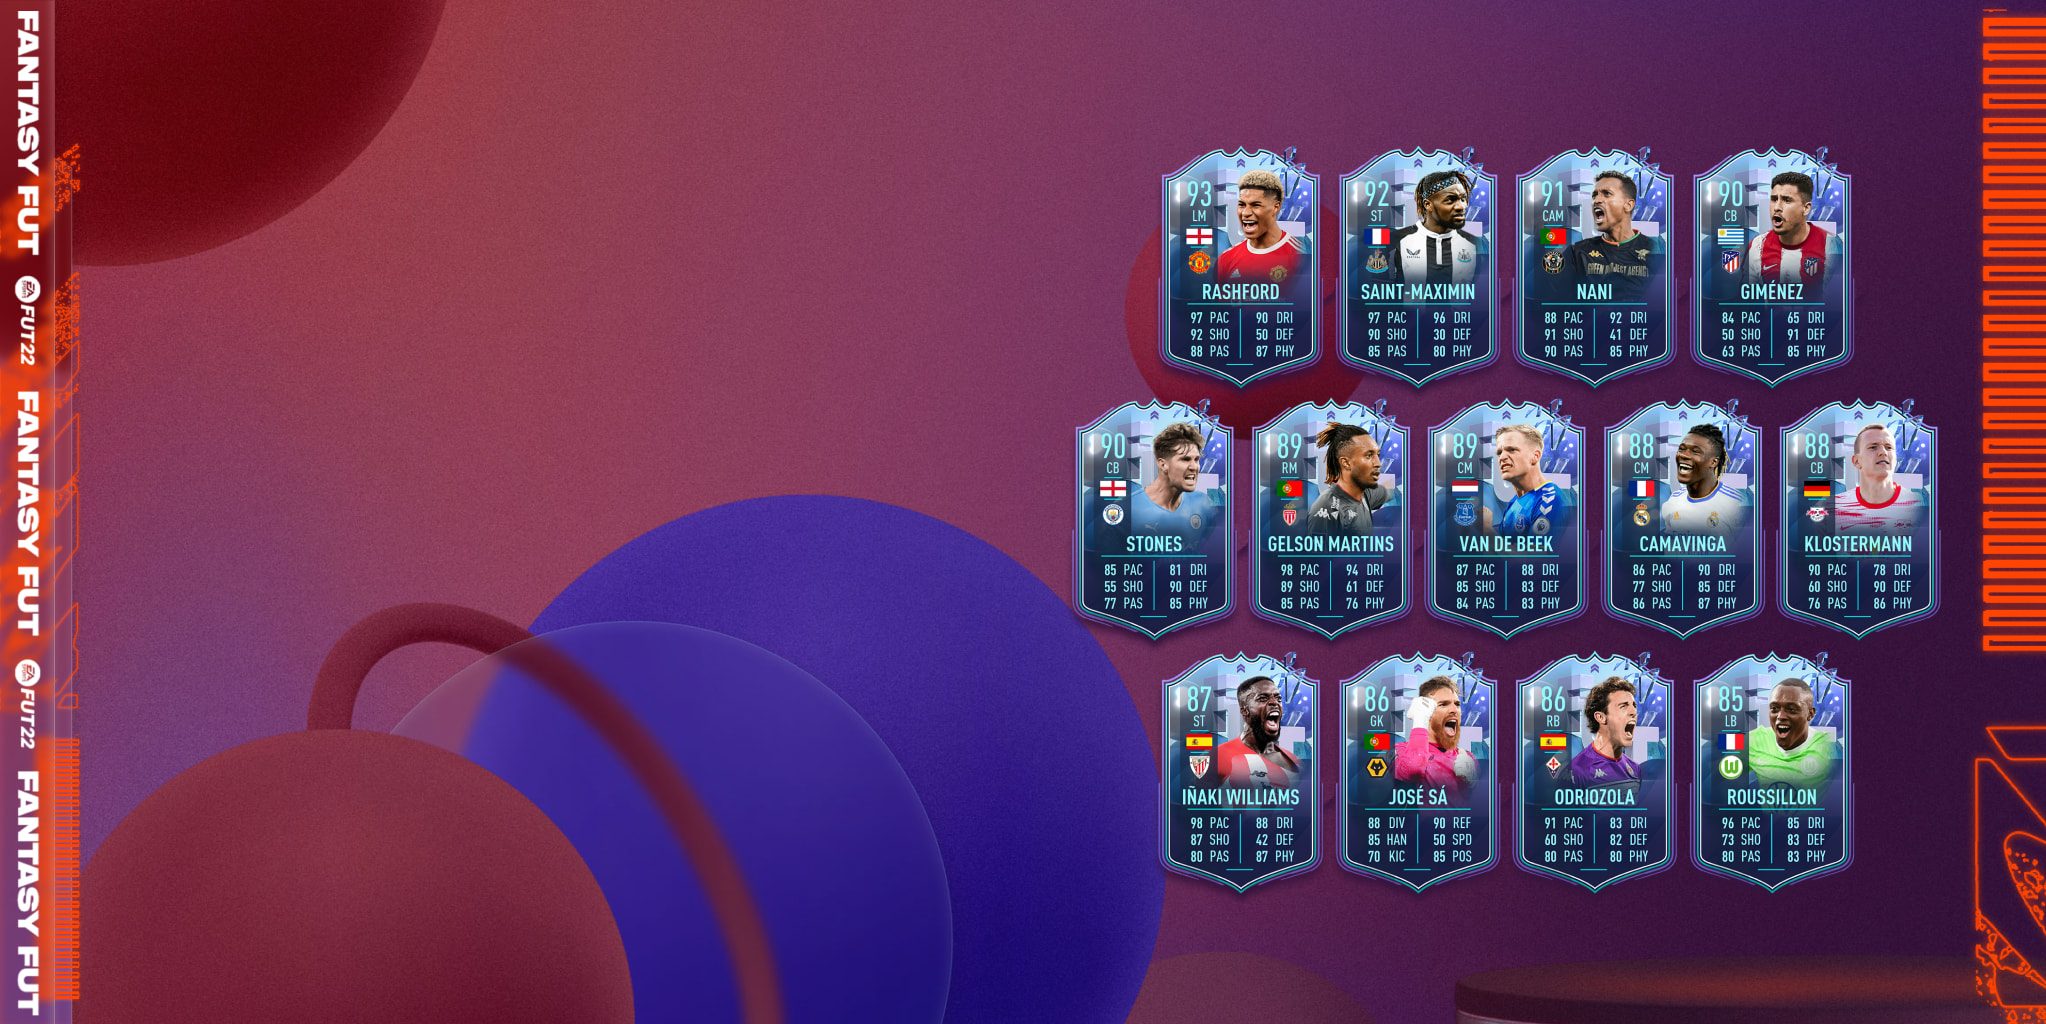 FANTASY FUT
EA SPORTS FUT22
FANTASY FUT
EA SPORTS FUT22
FANTASY FUT
93
LM
RASHFORD
97 PAC 90 DRI
92 SHO 50 DEF
88 PAS 87 PHY
92
ST
SAINT-MAXIMIN
97 PAC 96 DRI
90 SHO 30 DEF
85 PAS 80 PHY
91
CAM
NANI
88 PAC 92 DRI
91 SHO 41 DEF
90 PAS 85 PHY
90
CB
GIMÉNEZ
84 PAC 65 DRI
50 SHO 91 DEF
63 PAS 85 PHY
90
CB
STONES
85 PAC 81 DRI
55 SHO 90 DEF
77 PAS 85 PHY
89
RM
GELSON MARTINS
98 PAC 94 DRI
89 SHO 61 DEF
85 PAS 76 PHY
89
CM
VAN DE BEEK
87 PAC 88 DRI
85 SHO 83 DEF
84 PAS 83 PHY
88
CM
CAMAVINGA
86 PAC 90 DRI
77 SHO 85 DEF
86 PAS 87 PHY
88
CB
KLOSTERMANN
90 PAC 78 DRI
60 SHO 90 DEF
76 PAS 86 PHY
87
ST
IÑAKI WILLIAMS
98 PAC 88 DRI
87 SHO 42 DEF
80 PAS 87 PHY
86
GK
JOSÉ SÁ
88 DIV 90 REF
85 HAN 50 SPD
70 KIC 85 POS
86
RB
ODRIOZOLA
91 PAC 83 DRI
60 SHO 82 DEF
80 PAS 80 PHY
85
LB
ROUSSILLON
96 PAC 85 DRI
73 SHO 83 DEF
80 PAS 83 PHY